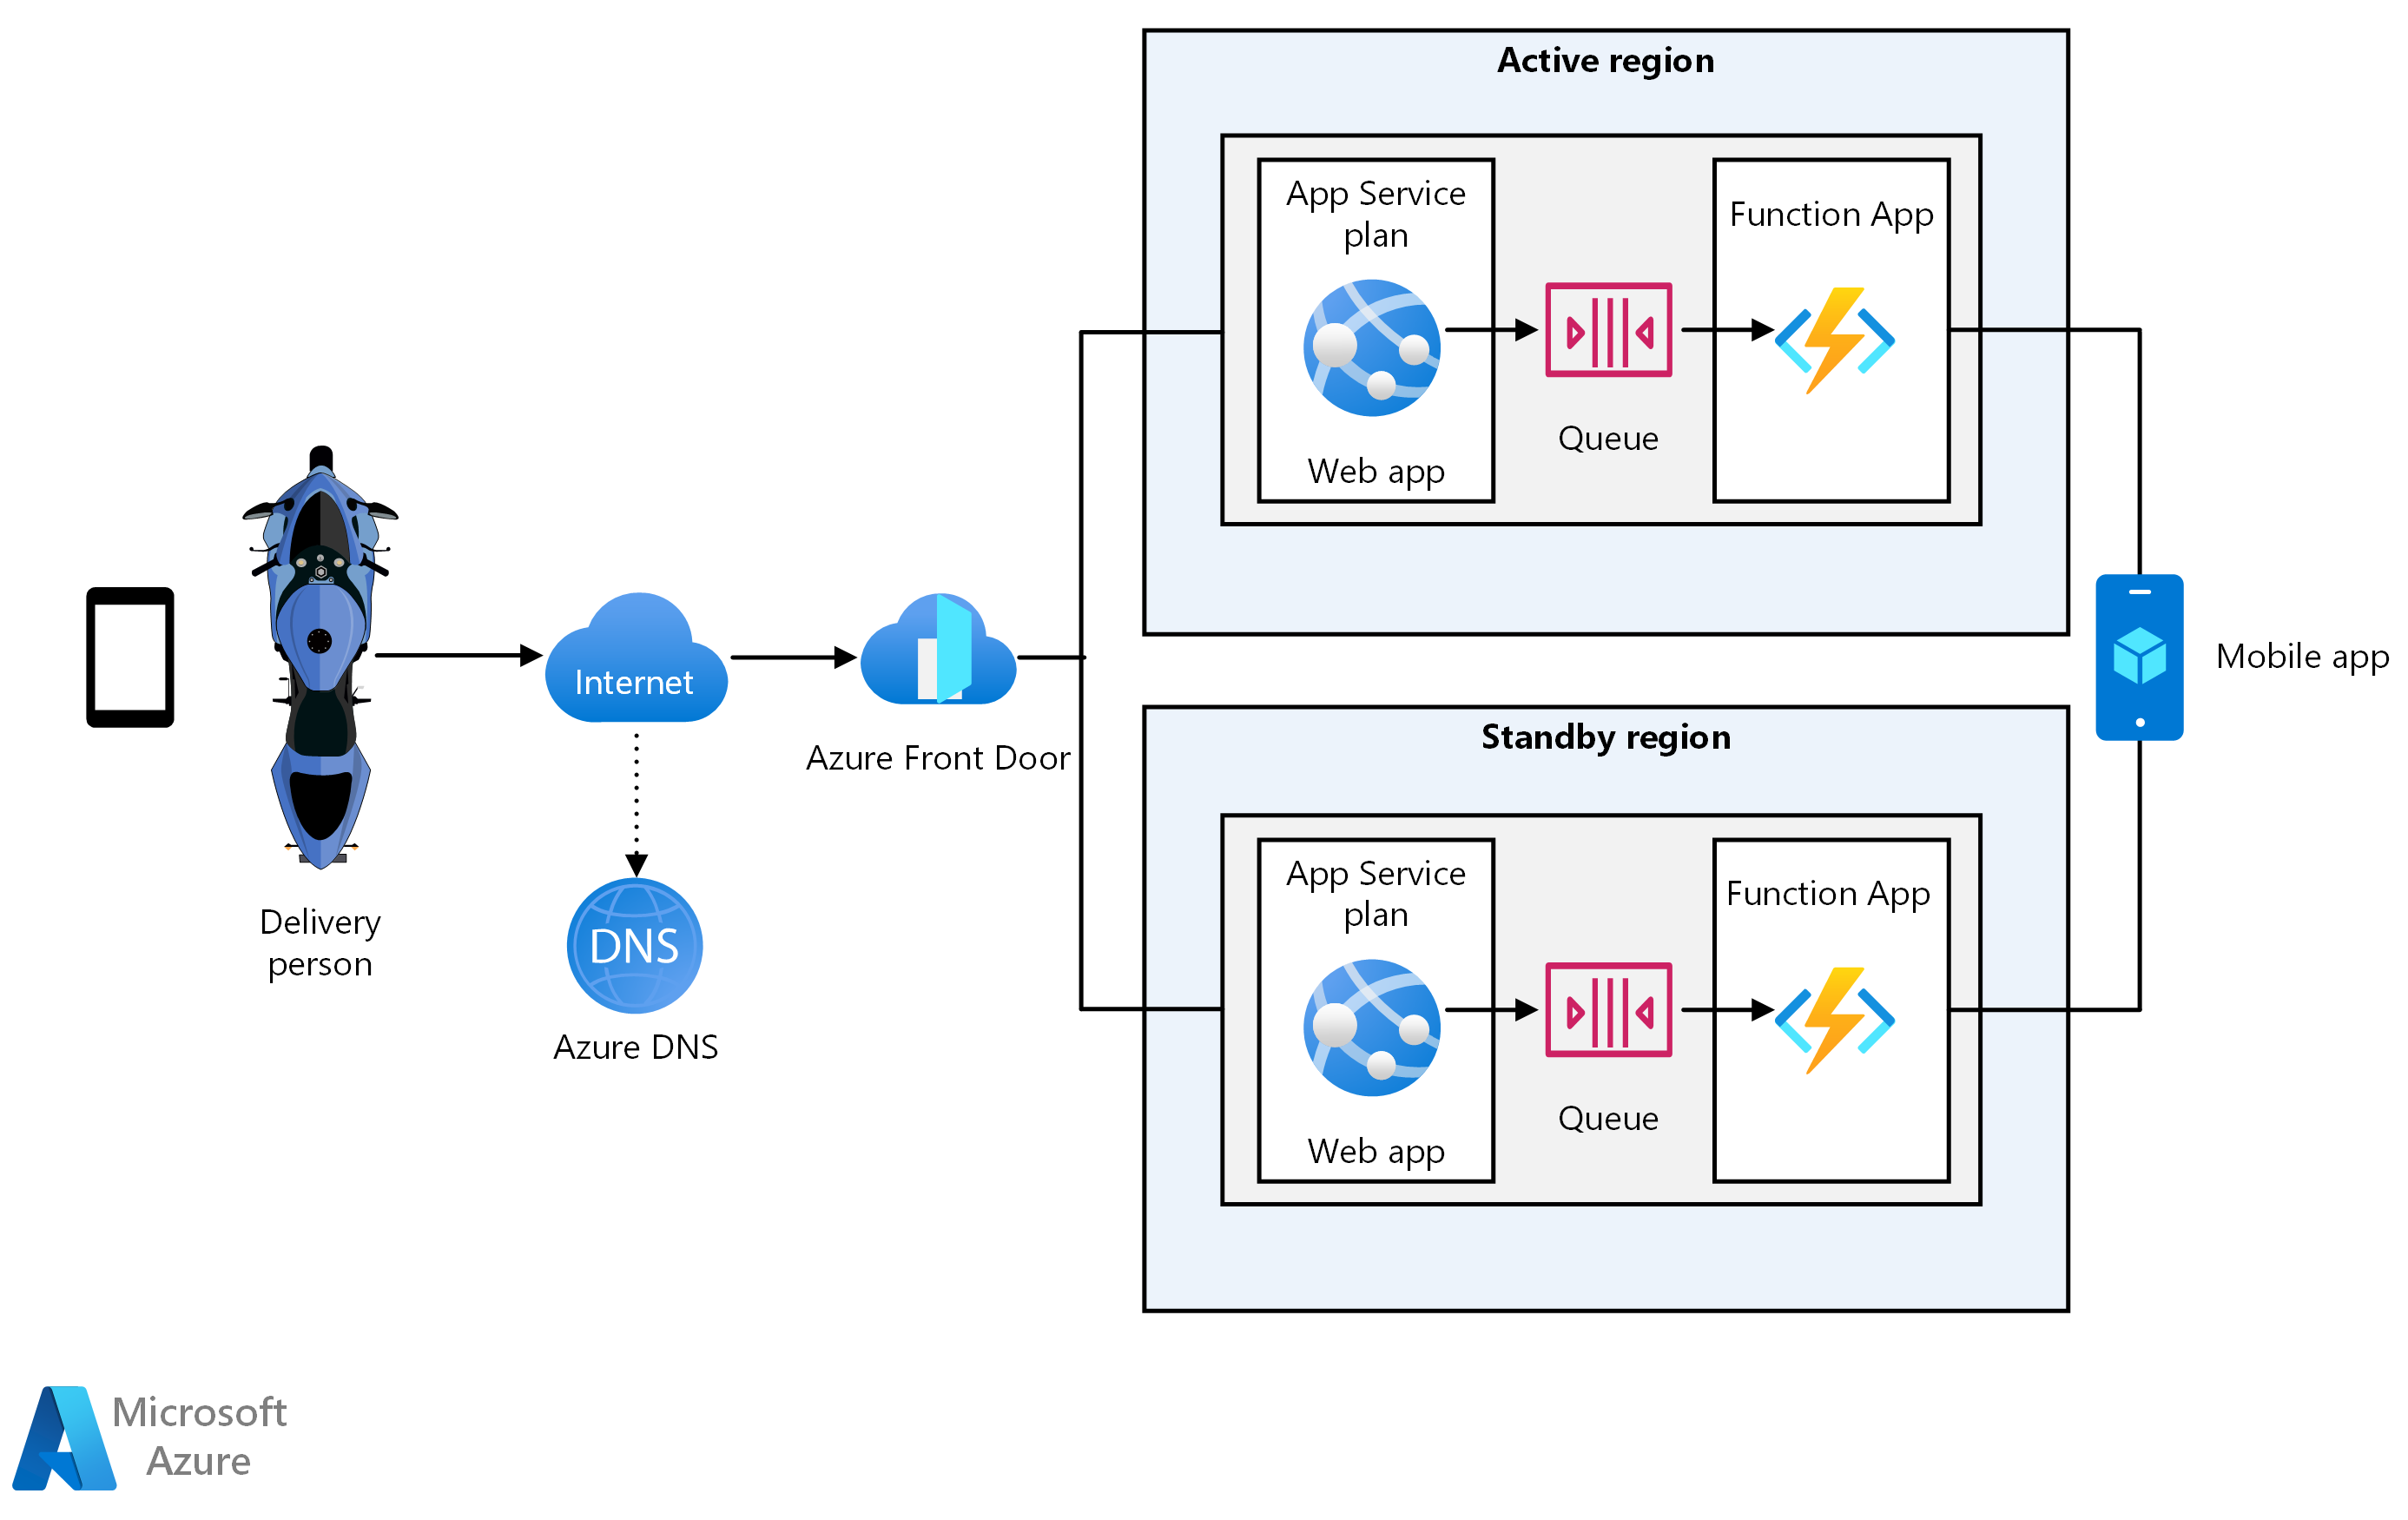 Active region
App Service
plan
Function App
Queue
Web app
Internet
Mobile app
Azure Front Door
Standby region
App Service
plan
Function App
Delivery
person
DNS
Azure DNS
Queue
Web app
Microsoft
Azure